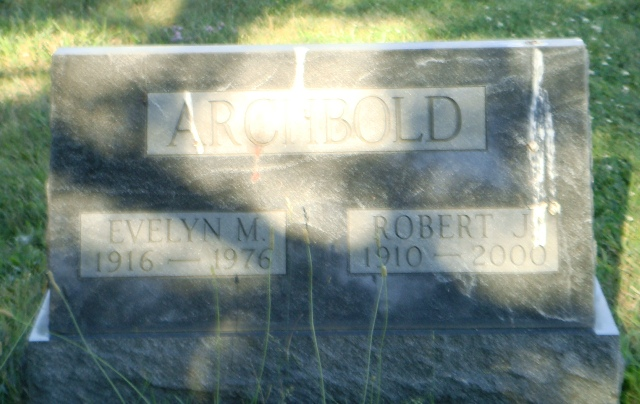 ARCHBOLD
EVELYN M.
1916 — 1976
ROBERT J.
1910 — 2000